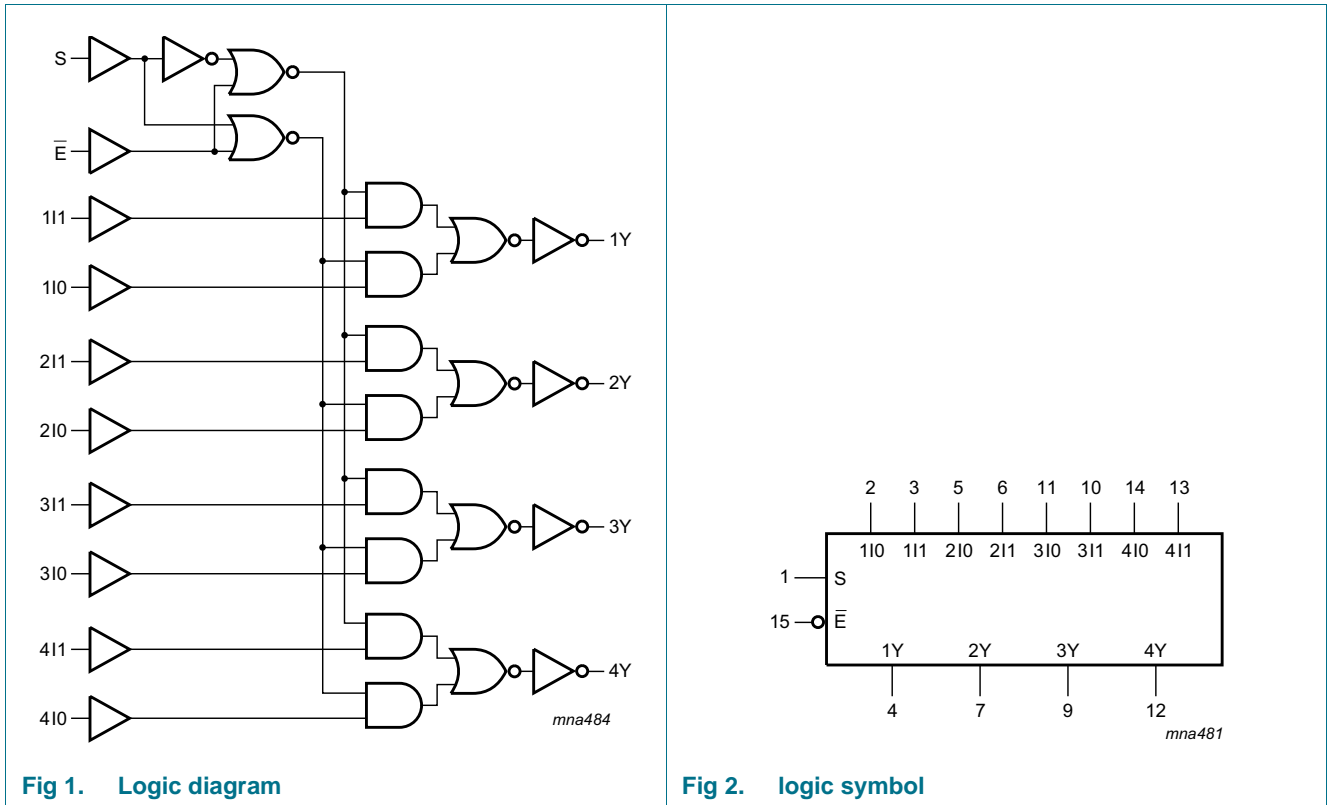 S
E̅
1I1
1I0
1Y
2I1
2I0
2Y
3I1
3I0
3Y
4I1
4I0
4Y
mna484
Fig 1. Logic diagram
2 3 5 6 11 10 14 13
1I0 1I1 2I0 2I1 3I0 3I1 4I0 4I1
1 S
15 E̅
1Y 2Y 3Y 4Y
4 7 9 12
mna481
Fig 2. logic symbol